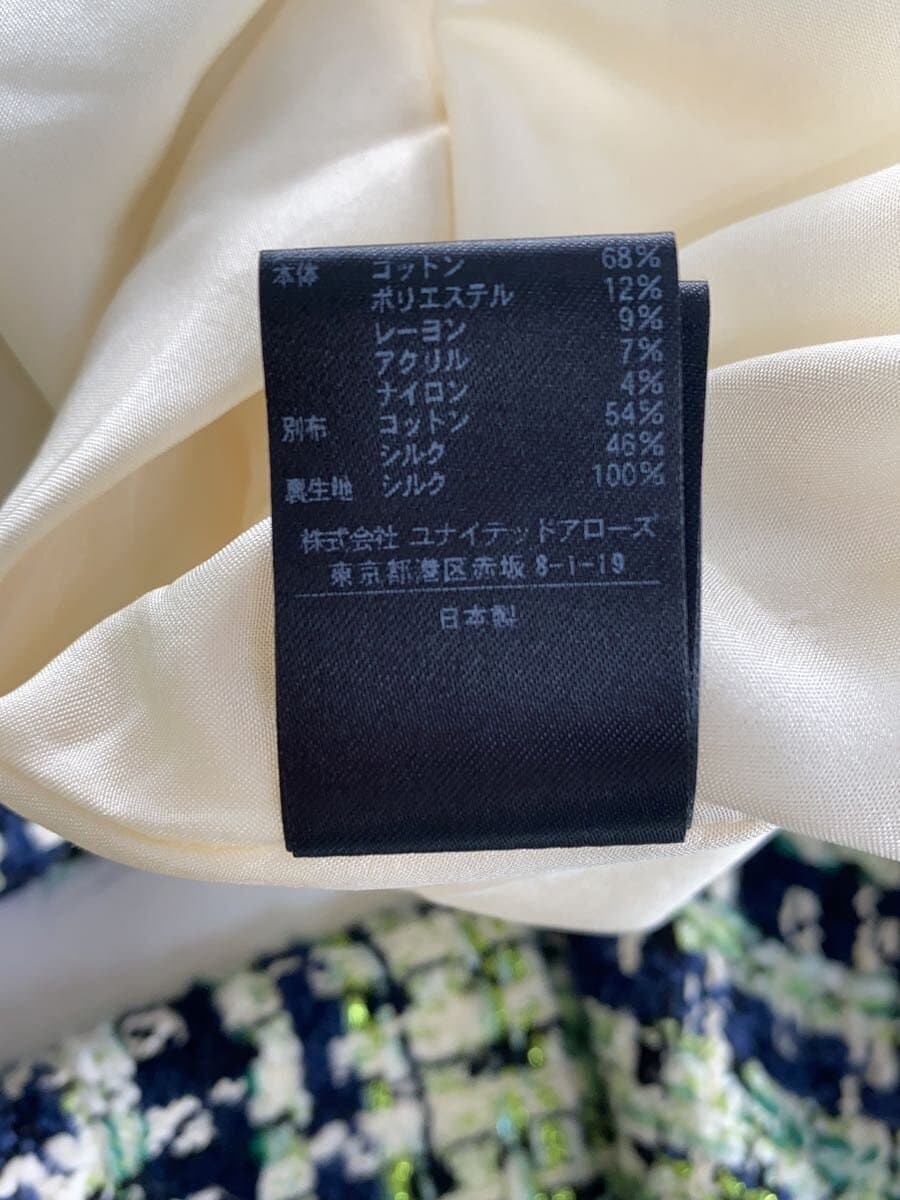 本体 コットン 68%
ポリエステル 12%
レーヨン 9%
アクリル 7%
ナイロン 4%
別布 コットン 54%
シルク 46%
裏生地 シルク 100%
株式会社 ユナイテッドアローズ
東京都港区赤坂 8-1-19
日本製